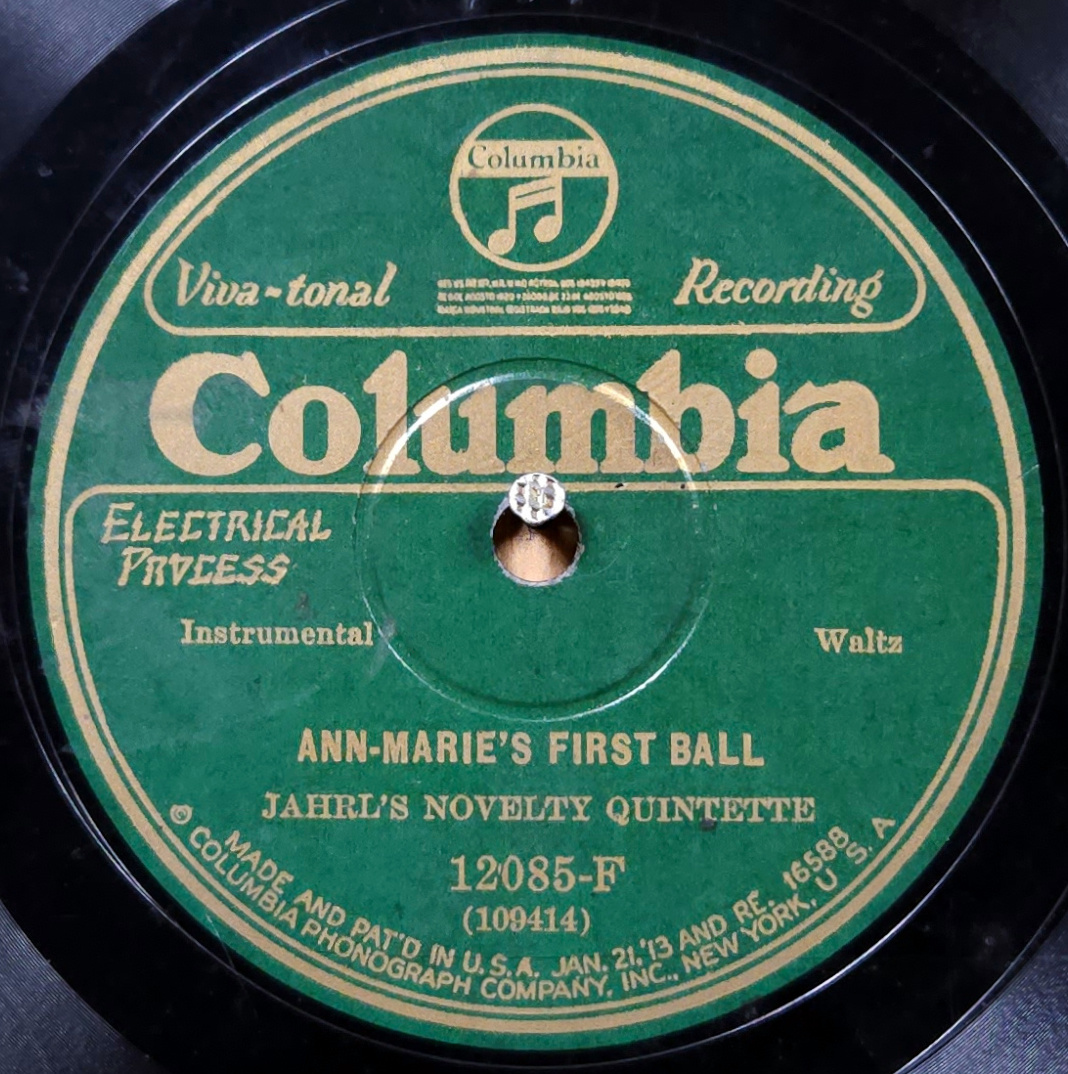 Columbia
Viva-tonal Recording
Columbia
ELECTRICAL
PROCESS
Instrumental Waltz
ANN-MARIE'S FIRST BALL
JAHRL'S NOVELTY QUINTETTE
12085-F
(109414)
MADE AND PAT'D IN U.S.A. JAN. 21, '13 AND RE. 16588
© COLUMBIA PHONOGRAPH COMPANY, INC., NEW YORK, U S. A